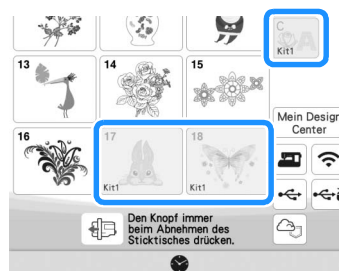 C
A
Kit1
13
14
15
Mein Design
Center
16
17
18
Kit1
Kit1
Den Knopf immer
beim Abnehmen des
Sticktisches drücken.